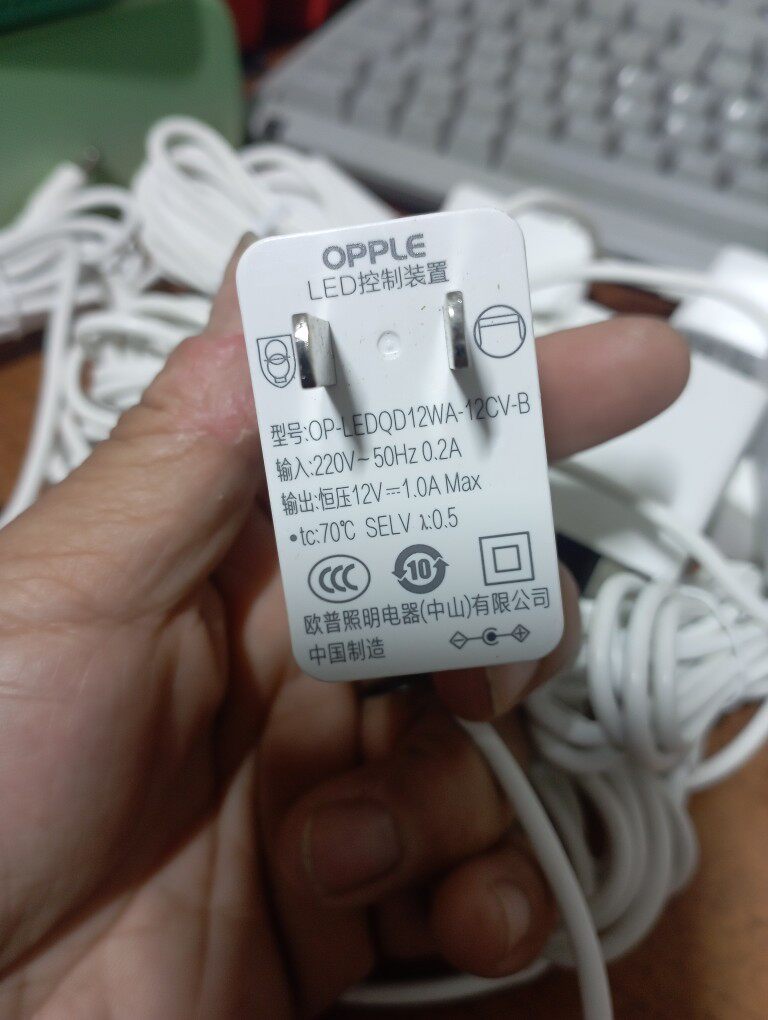 OPPLE
LED控制装置
型号:OP-LEDQD12WA-12CV-B
输入:220V~50Hz 0.2A
输出:恒压12V⎓1.0A Max
•tc:70℃ SELV λ:0.5
CCC 10
欧普照明电器(中山)有限公司
中国制造